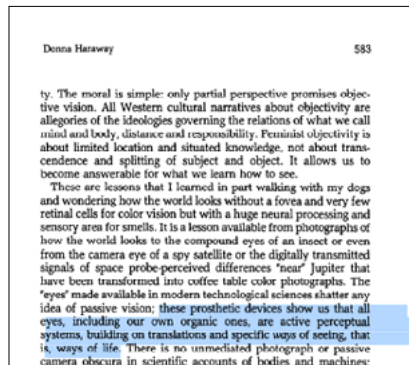 Donna Haraway 583
ty. The moral is simple: only partial perspective promises objec-
tive vision. All Western cultural narratives about objectivity are
allegories of the ideologies governing the relations of what we call
mind and body, distance and responsibility. Feminist objectivity is
about limited location and situated knowledge, not about trans-
cendence and splitting of subject and object. It allows us to
become answerable for what we learn how to see.
These are lessons that I learned in part walking with my dogs
and wondering how the world looks without a fovea and very few
retinal cells for color vision but with a huge neural processing and
sensory area for smells. It is a lesson available from photographs of
how the world looks to the compound eyes of an insect or even
from the camera eye of a spy satellite or the digitally transmitted
signals of space probe-perceived differences "near" Jupiter that
have been transformed into coffee table color photographs. The
"eyes" made available in modern technological sciences shatter any
idea of passive vision; these prosthetic devices show us that all
eyes, including our own organic ones, are active perceptual
systems, building on translations and specific ways of seeing, that
is, ways of life. There is no unmediated photograph or passive
camera obscura in scientific accounts of bodies and machines;